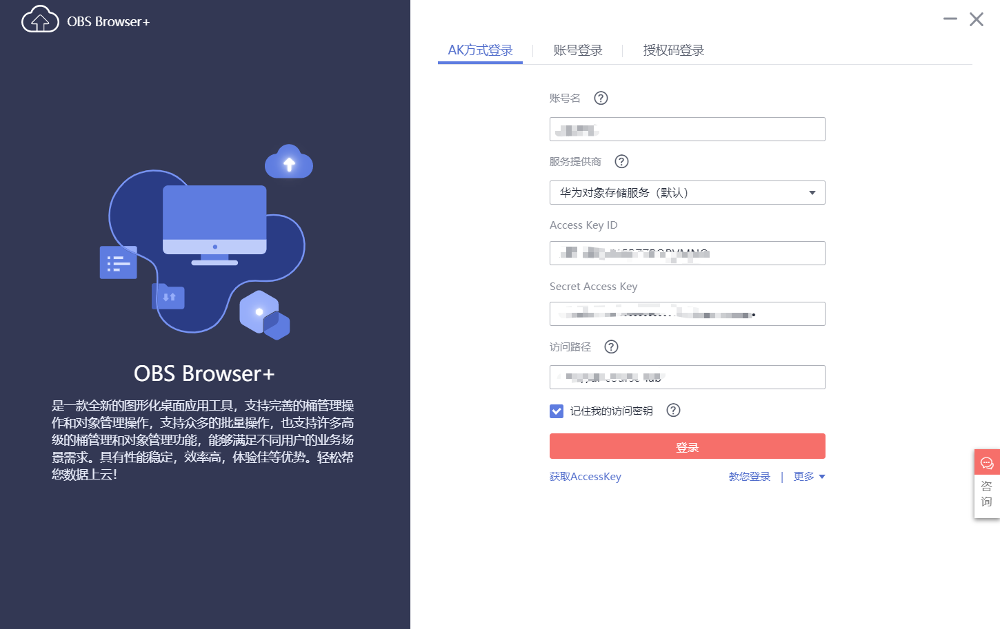 OBS Browser+
AK方式登录
账号登录
授权码登录
账号名
服务提供商
华为对象存储服务（默认）
Access Key ID
Secret Access Key
访问路径
记住我的访问密钥
登录
获取AccessKey
教您登录 | 更多
OBS Browser+
是一款全新的图形化桌面应用工具，支持完善的桶管理操
作和对象管理操作，支持众多的批量操作，也支持许多高
级的桶管理和对象管理功能，能够满足不同用户的业务场
景需求。具有性能稳定，效率高，体验佳等优势。轻松帮
您数据上云！
咨
询